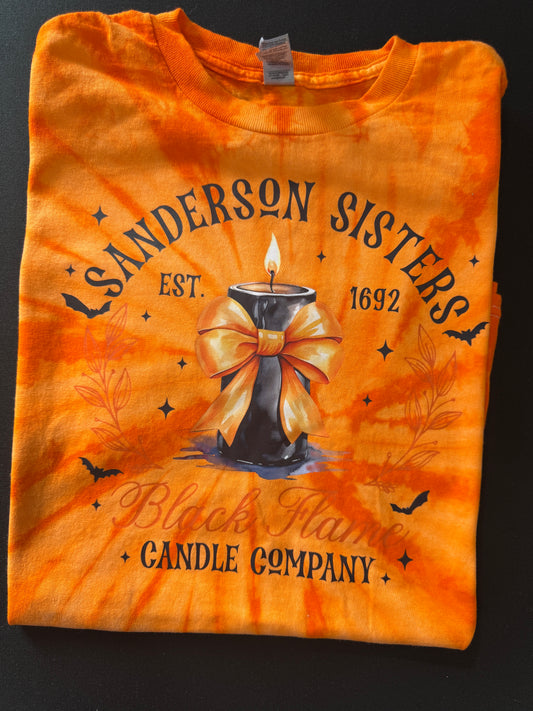 SANDERSON SISTERS
EST. 1692
Black Flame
CANDLE COMPANY